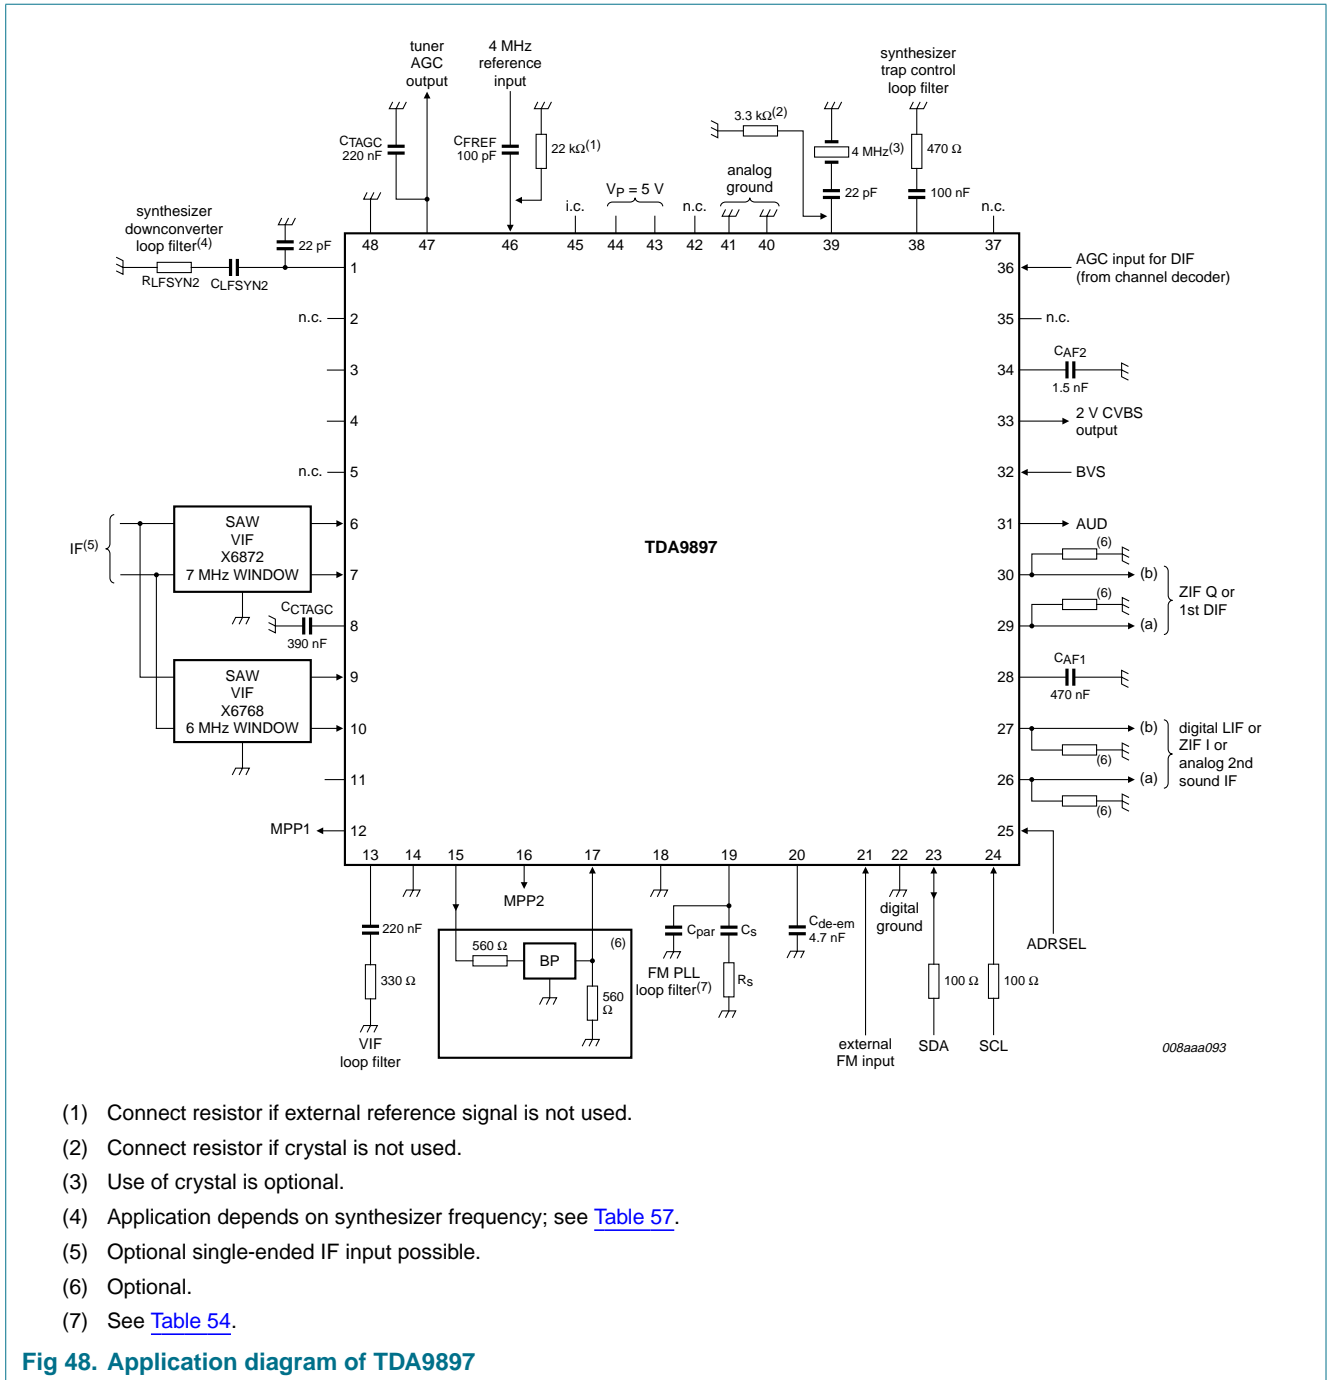 tuner
AGC
output
4 MHz
reference
input
synthesizer
trap control
loop filter
CTAGC
220 nF
CFREF
100 pF
22 kΩ(1)
3.3 kΩ(2)
4 MHz(3)
470 Ω
analog
ground
VP = 5 V
22 pF
100 nF
i.c.
n.c.
n.c.
synthesizer
downconverter
loop filter(4)
22 pF
RLFSYN2
CLFSYN2
48
47
46
45
44
43
42
41
40
39
38
37
1
n.c.
2
3
4
n.c.
5
IF(5)
SAW
VIF
X6872
7 MHz WINDOW
6
7
CCTAGC
390 nF
8
SAW
VIF
X6768
6 MHz WINDOW
9
10
11
MPP1
12
TDA9897
36
AGC input for DIF
(from channel decoder)
35
n.c.
34
CAF2
1.5 nF
33
2 V CVBS
output
32
BVS
31
AUD
(6)
30
(b)
(6)
29
(a)
ZIF Q or
1st DIF
28
CAF1
470 nF
27
(b)
(6)
26
(a)
(6)
digital LIF or
ZIF I or
analog 2nd
sound IF
25
13
14
15
16
17
18
19
20
21
22
23
24
220 nF
330 Ω
VIF
loop filter
MPP2
560 Ω
BP
(6)
560
Ω
Cpar
Cs
FM PLL
loop filter(7)
Rs
Cde-em
4.7 nF
digital
ground
ADRSEL
100 Ω
100 Ω
external
FM input
SDA
SCL
008aaa093
(1) Connect resistor if external reference signal is not used.
(2) Connect resistor if crystal is not used.
(3) Use of crystal is optional.
(4) Application depends on synthesizer frequency; see Table 57.
(5) Optional single-ended IF input possible.
(6) Optional.
(7) See Table 54.
Fig 48. Application diagram of TDA9897